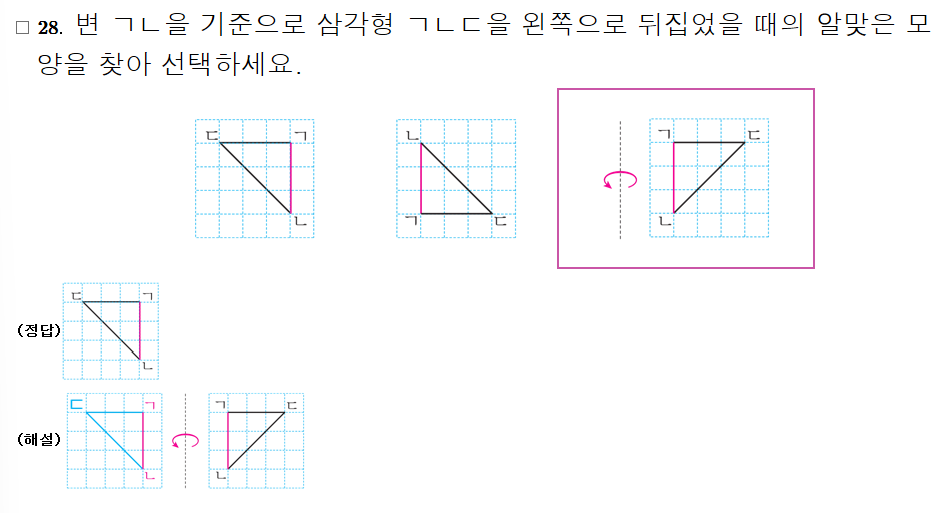 □ 28. 변 ㄱㄴ을 기준으로 삼각형 ㄱㄴㄷ을 왼쪽으로 뒤집었을 때의 알맞은 모
양을 찾아 선택하세요.
ㄷ ㄱ
ㄴ
ㄴ
ㄱ ㄷ
ㄱ ㄷ
ㄴ
(정답)
ㄷ ㄱ
ㄴ
(해설)
ㄷ ㄱ
ㄴ
ㄱ ㄷ
ㄴ